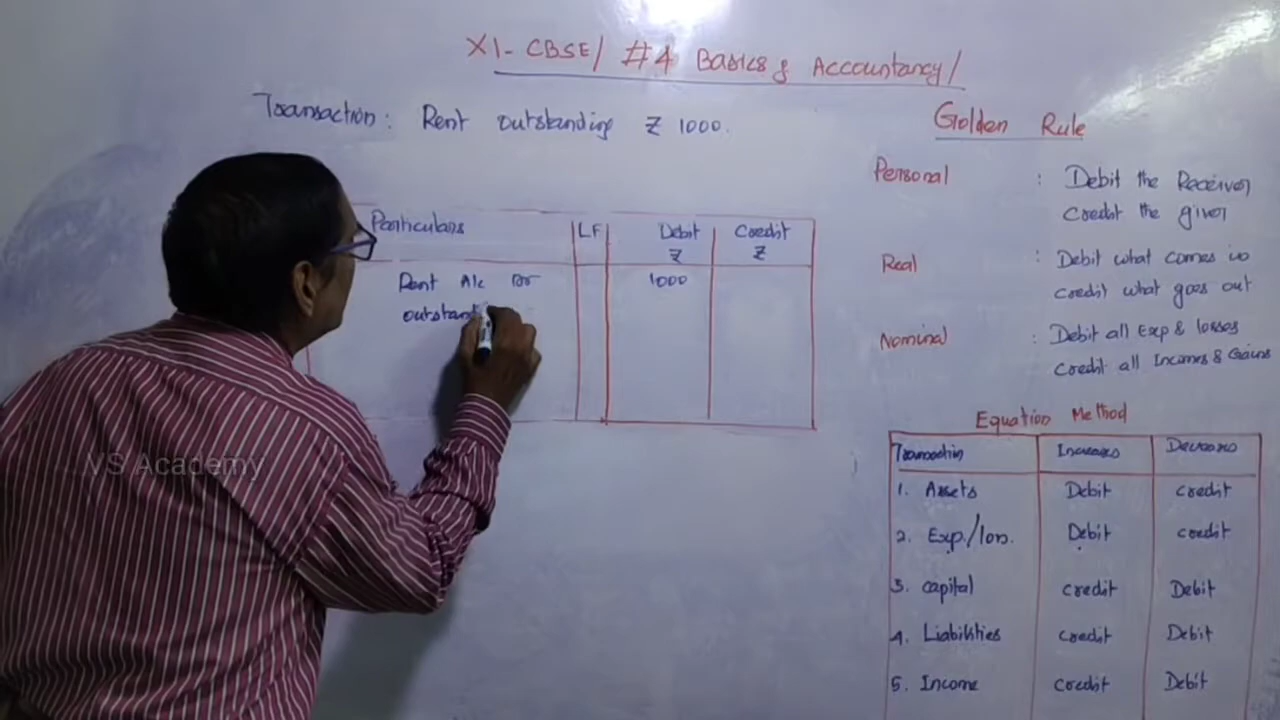 XI- CBSE/ #4 Basics of Accountancy/
Transaction: Rent outstanding ₹ 1000.
Particulars LF Debit ₹ Credit ₹
Rent A/c Dr 1000
outstand
Golden Rule
Personal : Debit the Receiver
Credit the giver
Real : Debit what comes in
credit what goes out
Nominal : Debit all Exp & losses
Credit all Incomes & Gains
Equation Method
Transaction Increases Decreases
1. Assets Debit credit
2. Exp./loss. Debit credit
3. capital credit Debit
4. Liabilities credit Debit
5. Income credit Debit
VS Academy